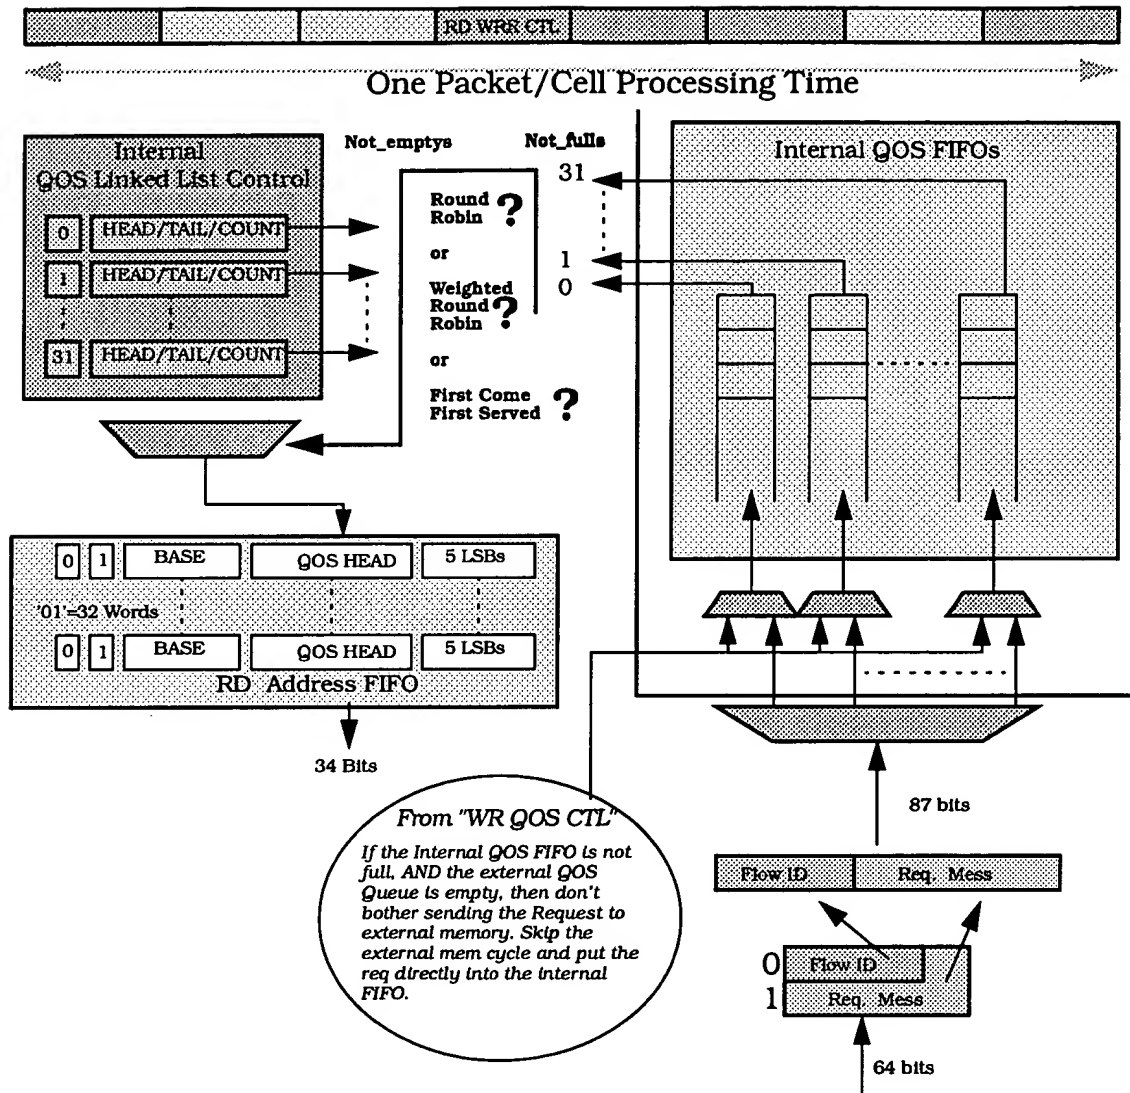 RD WRR CTL
One Packet/Cell Processing Time
Internal
QOS Linked List Control
0 HEAD/TAIL/COUNT
1 HEAD/TAIL/COUNT
31 HEAD/TAIL/COUNT
Not_emptys
Not_fulls
Round
Robin ?
or
Weighted
Round
Robin ?
or
First Come
First Served ?
31
1
0
Internal QOS FIFOs
0 1 BASE QOS HEAD 5 LSBs
'01'=32 Words
0 1 BASE QOS HEAD 5 LSBs
RD Address FIFO
34 Bits
From "WR QOS CTL"
If the Internal QOS FIFO is not
full, AND the external QOS
Queue is empty, then don't
bother sending the Request to
external memory. Skip the
external mem cycle and put the
req directly into the internal
FIFO.
87 bits
Flow ID Req. Mess
0 Flow ID
1 Req. Mess
64 bits